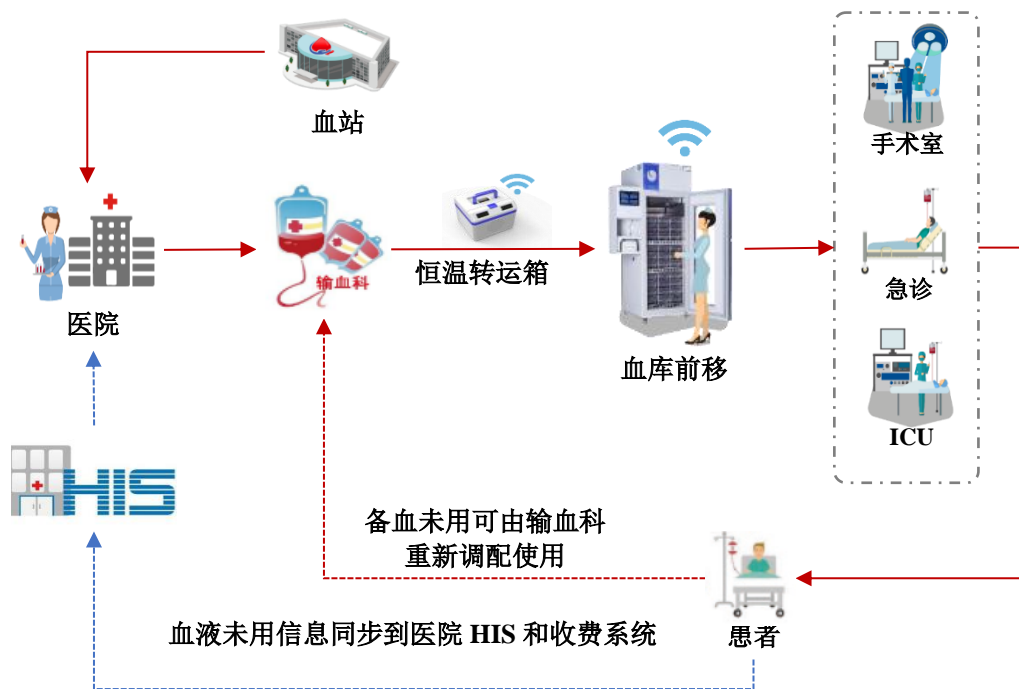 血站
手术室
输血科
恒温转运箱
急诊
医院
血库前移
ICU
HIS
备血未用可由输血科
重新调配使用
血液未用信息同步到医院 HIS 和收费系统
患者